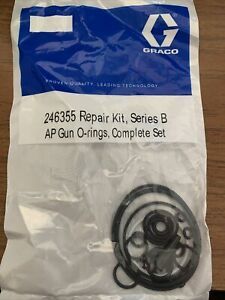 GRACO
PROVEN QUALITY. LEADING TECHNOLOGY.
246355 Repair Kit, Series B
AP Gun O-rings, Complete Set